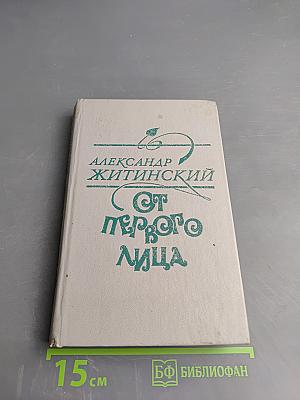 АЛЕКСАНДР
ЖИТИНСКИЙ
ОТ
ПЕРВОГО
ЛИЦА
15 см
БФ БИБЛИОФАН